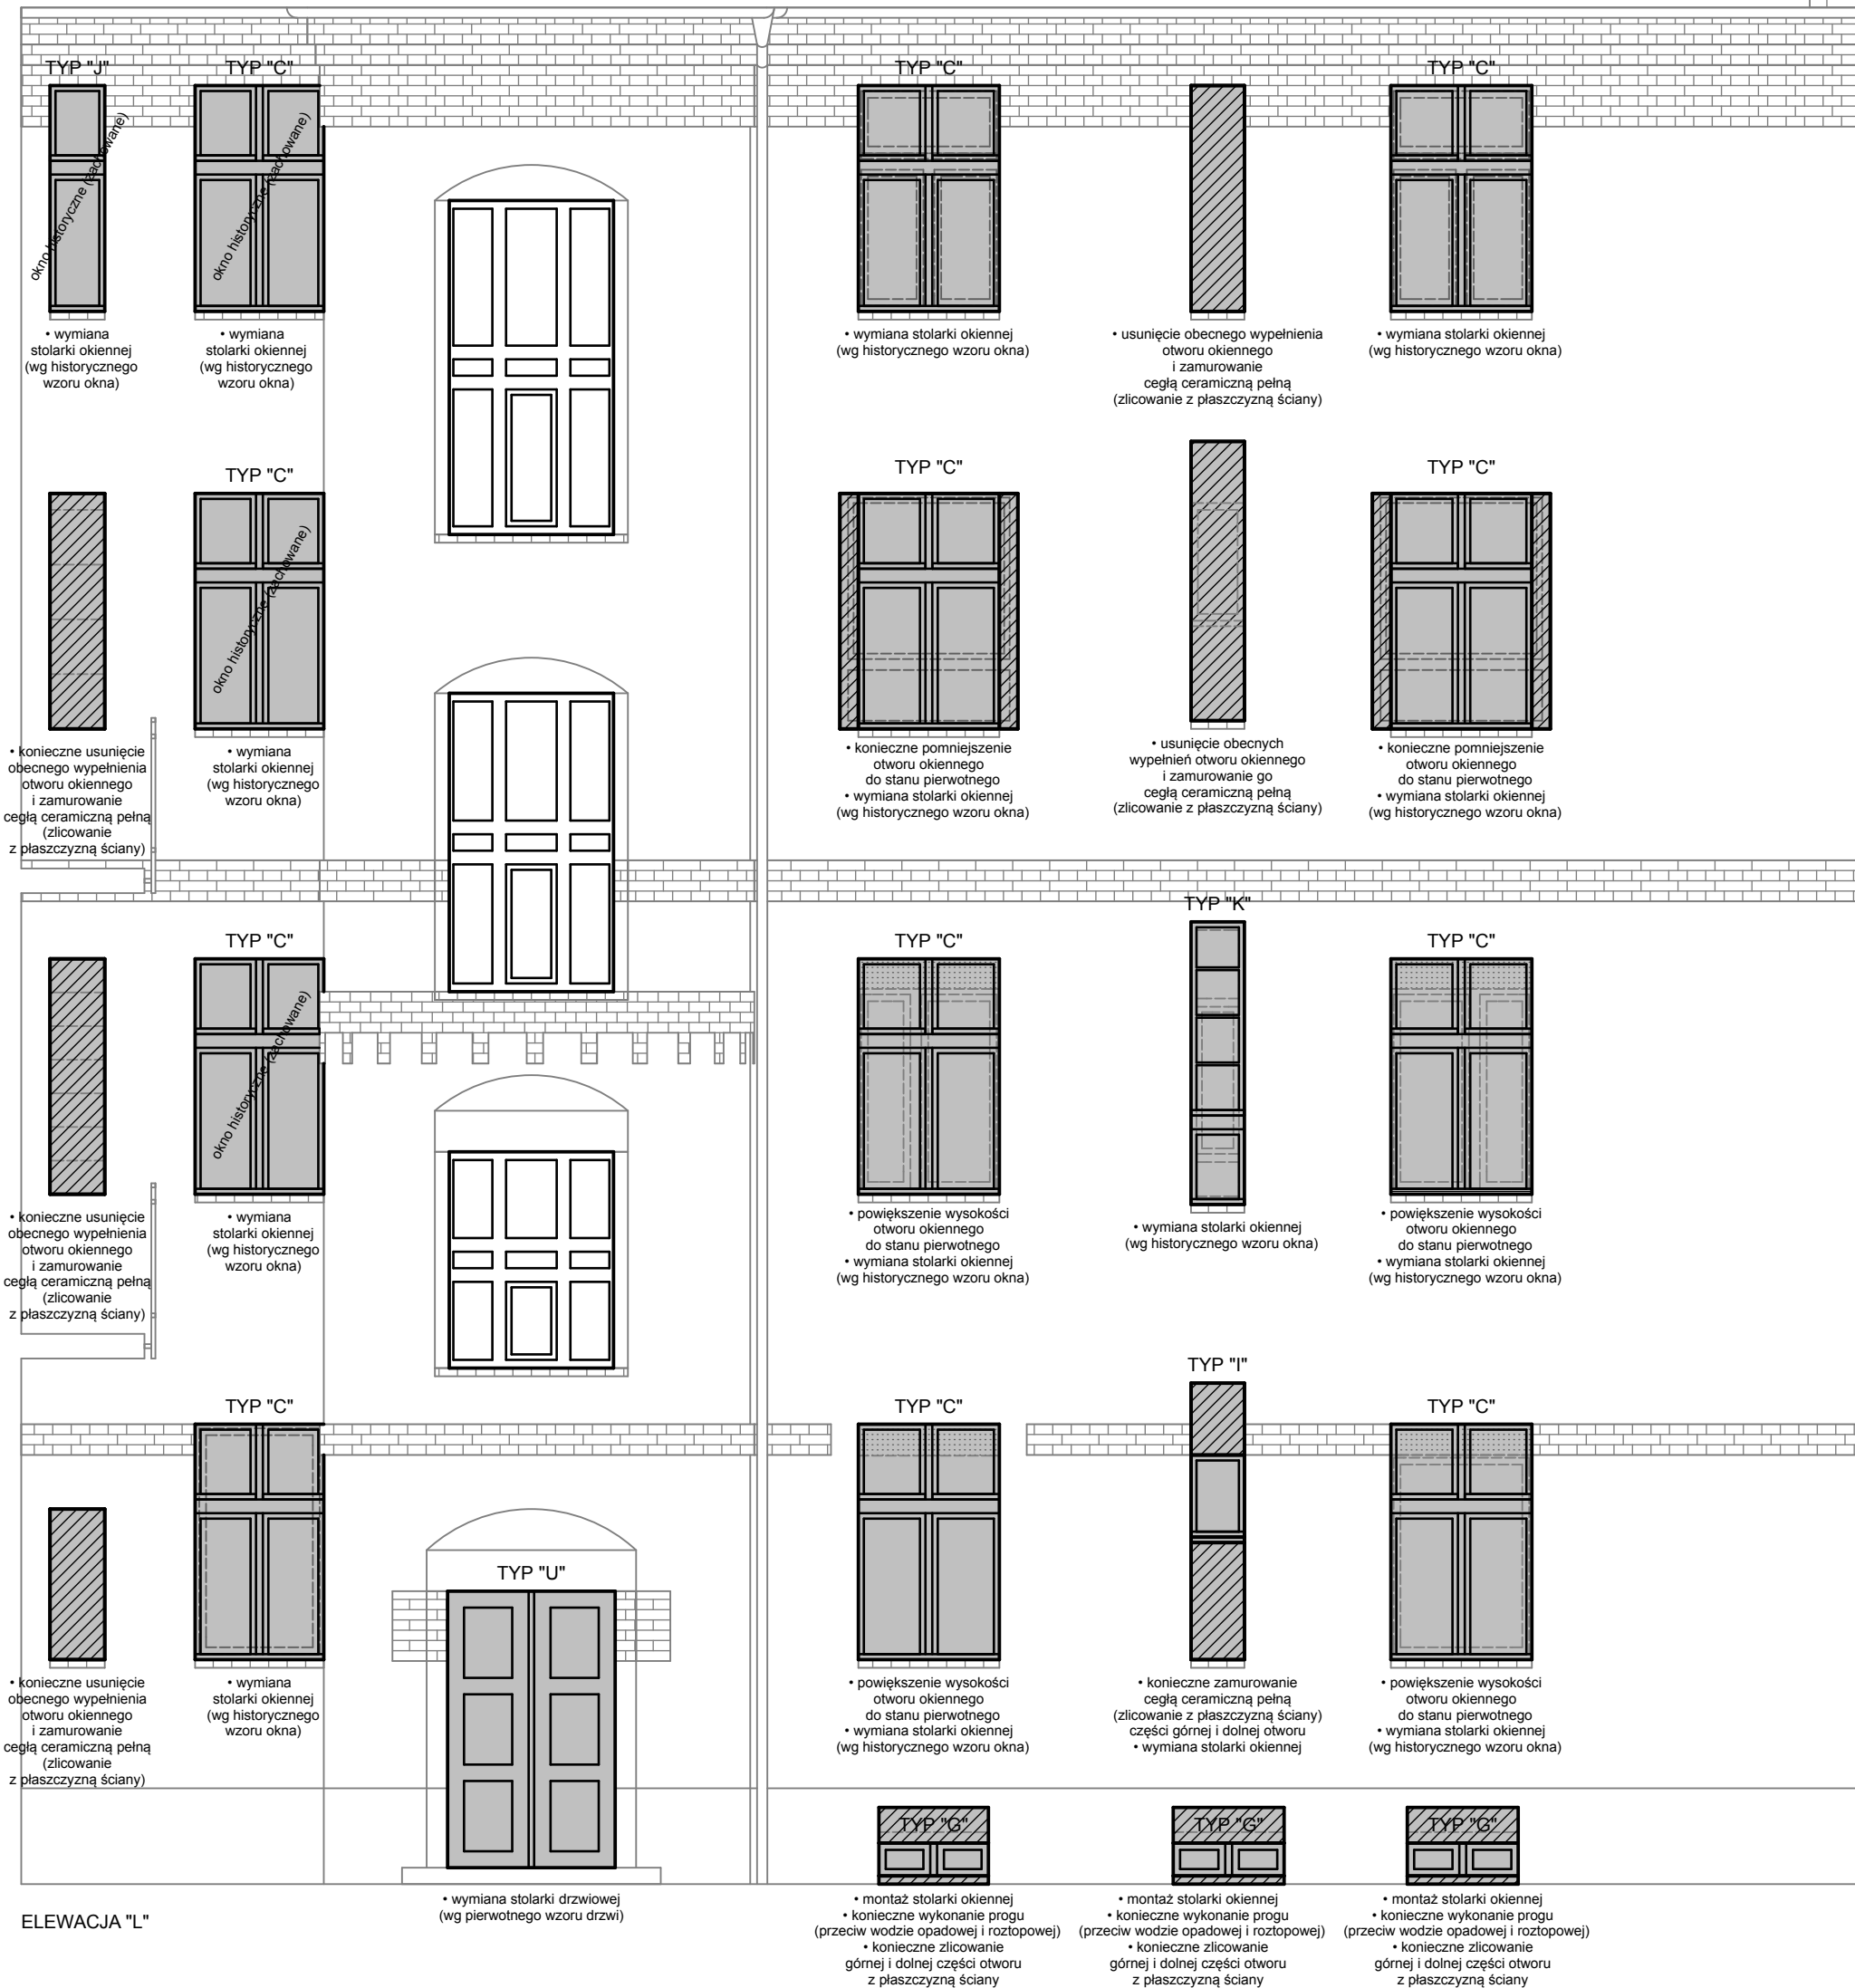 TYP "J"
TYP "C"
TYP "C"
TYP "C"
okno historyczne (zachowane)
okno historyczne (zachowane)
• wymiana
stolarki okiennej
(wg historycznego
wzoru okna)
• wymiana
stolarki okiennej
(wg historycznego
wzoru okna)
• wymiana stolarki okiennej
(wg historycznego wzoru okna)
• usunięcie obecnego wypełnienia
otworu okiennego
i zamurowanie
cegłą ceramiczną pełną
(zlicowanie z płaszczyzną ściany)
• wymiana stolarki okiennej
(wg historycznego wzoru okna)
TYP "C"
TYP "C"
TYP "C"
okno historyczne (zachowane)
• konieczne usunięcie
obecnego wypełnienia
otworu okiennego
i zamurowanie
cegłą ceramiczną pełną
(zlicowanie
z płaszczyzną ściany)
• wymiana
stolarki okiennej
(wg historycznego
wzoru okna)
• konieczne pomniejszenie
otworu okiennego
do stanu pierwotnego
• wymiana stolarki okiennej
(wg historycznego wzoru okna)
• usunięcie obecnych
wypełnień otworu okiennego
i zamurowanie go
cegłą ceramiczną pełną
(zlicowanie z płaszczyzną ściany)
• konieczne pomniejszenie
otworu okiennego
do stanu pierwotnego
• wymiana stolarki okiennej
(wg historycznego wzoru okna)
TYP "C"
TYP "C"
TYP "K"
TYP "C"
okno historyczne (zachowane)
• konieczne usunięcie
obecnego wypełnienia
otworu okiennego
i zamurowanie
cegłą ceramiczną pełną
(zlicowanie
z płaszczyzną ściany)
• wymiana
stolarki okiennej
(wg historycznego
wzoru okna)
• powiększenie wysokości
otworu okiennego
do stanu pierwotnego
• wymiana stolarki okiennej
(wg historycznego wzoru okna)
• wymiana stolarki okiennej
(wg historycznego wzoru okna)
• powiększenie wysokości
otworu okiennego
do stanu pierwotnego
• wymiana stolarki okiennej
(wg historycznego wzoru okna)
TYP "C"
TYP "C"
TYP "I"
TYP "C"
TYP "U"
• konieczne usunięcie
obecnego wypełnienia
otworu okiennego
i zamurowanie
cegłą ceramiczną pełną
(zlicowanie
z płaszczyzną ściany)
• wymiana
stolarki okiennej
(wg historycznego
wzoru okna)
• powiększenie wysokości
otworu okiennego
do stanu pierwotnego
• wymiana stolarki okiennej
(wg historycznego wzoru okna)
• konieczne zamurowanie
cegłą ceramiczną pełną
(zlicowanie z płaszczyzną ściany)
części górnej i dolnej otworu
• wymiana stolarki okiennej
• powiększenie wysokości
otworu okiennego
do stanu pierwotnego
• wymiana stolarki okiennej
(wg historycznego wzoru okna)
TYP "G"
TYP "G"
TYP "G"
• wymiana stolarki drzwiowej
(wg pierwotnego wzoru drzwi)
• montaż stolarki okiennej
• konieczne wykonanie progu
(przeciw wodzie opadowej i roztopowej)
• konieczne zlicowanie
górnej i dolnej części otworu
z płaszczyzną ściany
• montaż stolarki okiennej
• konieczne wykonanie progu
(przeciw wodzie opadowej i roztopowej)
• konieczne zlicowanie
górnej i dolnej części otworu
z płaszczyzną ściany
• montaż stolarki okiennej
• konieczne wykonanie progu
(przeciw wodzie opadowej i roztopowej)
• konieczne zlicowanie
górnej i dolnej części otworu
z płaszczyzną ściany
ELEWACJA "L"